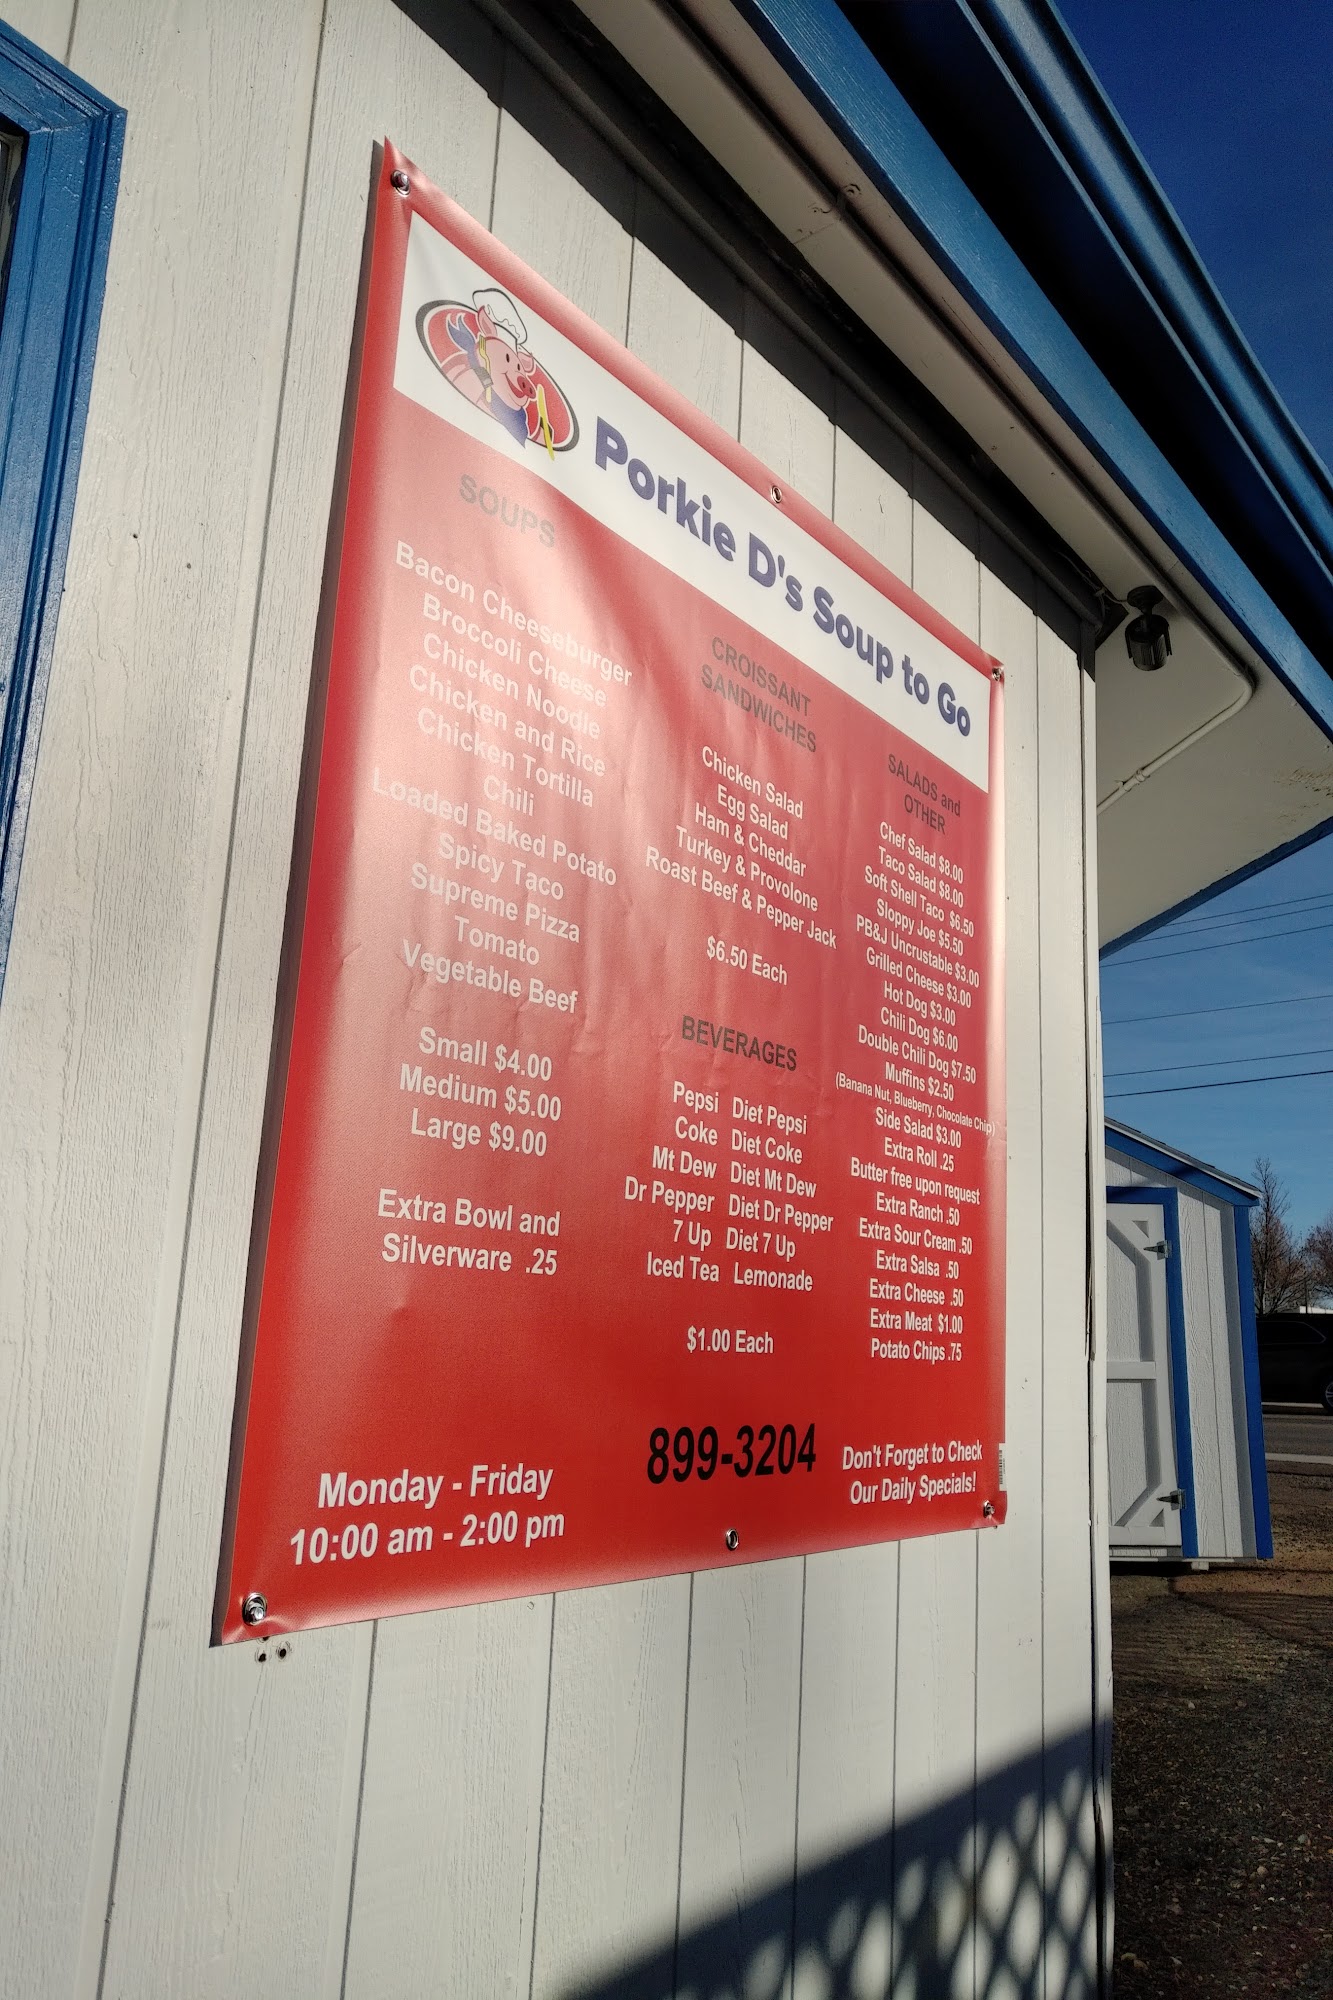 Porkie D's Soup to Go
SOUPS
Bacon Cheeseburger
Broccoli Cheese
Chicken Noodle
Chicken and Rice
Chicken Tortilla
Chili
Loaded Baked Potato
Spicy Taco
Supreme Pizza
Tomato
Vegetable Beef
Small $4.00
Medium $5.00
Large $9.00
Extra Bowl and
Silverware .25
Monday - Friday
10:00 am - 2:00 pm
CROISSANT
SANDWICHES
Chicken Salad
Egg Salad
Ham & Cheddar
Turkey & Provolone
Roast Beef & Pepper Jack
$6.50 Each
BEVERAGES
Pepsi Diet Pepsi
Coke Diet Coke
Mt Dew Diet Mt Dew
Dr Pepper Diet Dr Pepper
7 Up Diet 7 Up
Iced Tea Lemonade
$1.00 Each
899-3204
SALADS and
OTHER
Chef Salad $8.00
Taco Salad $8.00
Soft Shell Taco $6.50
Sloppy Joe $5.50
PB&J Uncrustable $3.00
Grilled Cheese $3.00
Hot Dog $3.00
Chili Dog $6.00
Double Chili Dog $7.50
Muffins $2.50
(Banana Nut, Blueberry, Chocolate Chip)
Side Salad $3.00
Extra Roll .25
Butter free upon request
Extra Ranch .50
Extra Sour Cream .50
Extra Salsa .50
Extra Cheese .50
Extra Meat $1.00
Potato Chips .75
Don't Forget to Check
Our Daily Specials!